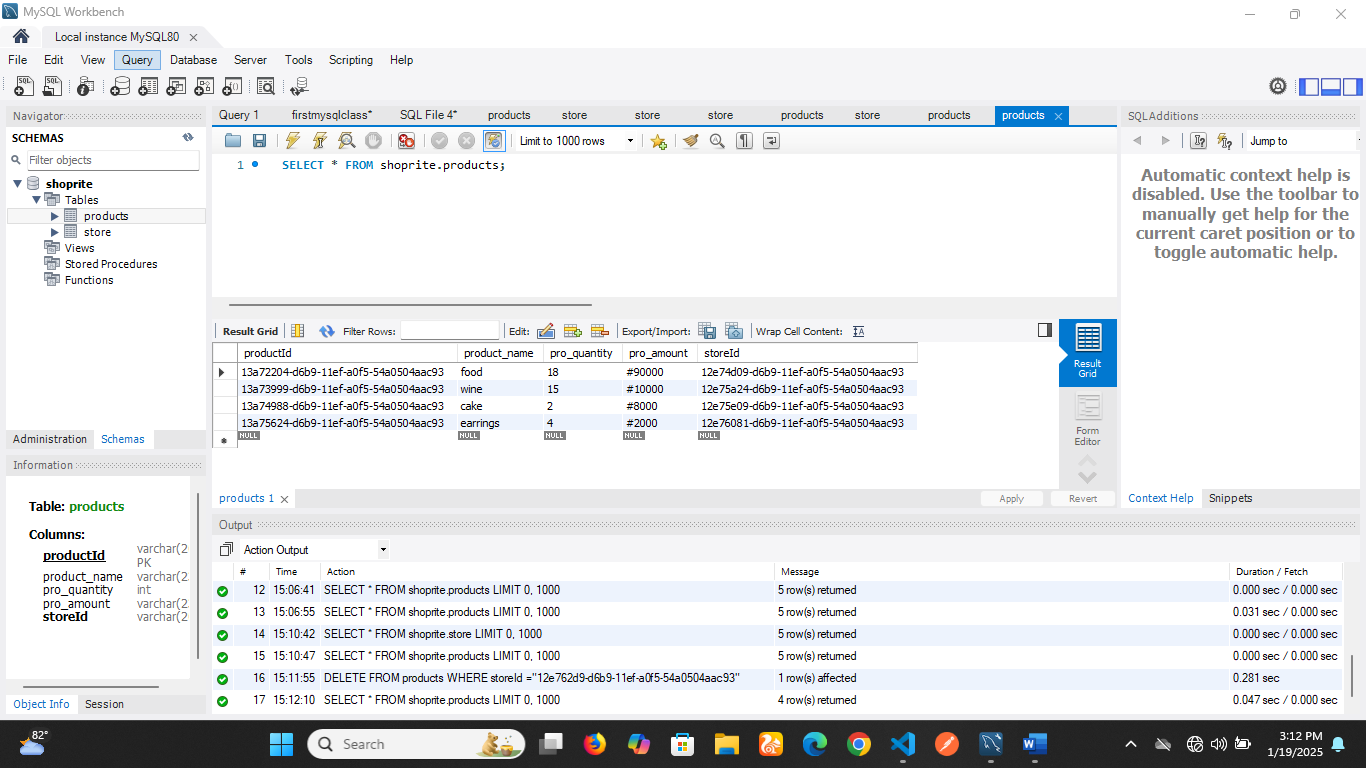 MySQL Workbench
Local instance MySQL80
File Edit View Query Database Server Tools Scripting Help
Navigator
SCHEMAS
Filter objects
shoprite
Tables
products
store
Views
Stored Procedures
Functions
Administration Schemas
Information
Table: products
Columns:
productId varchar(2
PK
product_name varchar(2
pro_quantity int
pro_amount varchar(2
storeId varchar(2
Object Info Session
Query 1 firstmysqlclass* SQL File 4* products store store store products store products products
Limit to 1000 rows
1 SELECT * FROM shoprite.products;
Result Grid Filter Rows: Edit: Export/Import: Wrap Cell Content:
productId product_name pro_quantity pro_amount storeId
13a72204-d6b9-11ef-a0f5-54a0504aac93 food 18 #90000 12e74d09-d6b9-11ef-a0f5-54a0504aac93
13a73999-d6b9-11ef-a0f5-54a0504aac93 wine 15 #10000 12e75a24-d6b9-11ef-a0f5-54a0504aac93
13a74988-d6b9-11ef-a0f5-54a0504aac93 cake 2 #8000 12e75e09-d6b9-11ef-a0f5-54a0504aac93
13a75624-d6b9-11ef-a0f5-54a0504aac93 earrings 4 #2000 12e76081-d6b9-11ef-a0f5-54a0504aac93
NULL NULL NULL NULL NULL
Result
Grid
Form
Editor
products 1 Apply Revert
SQLAdditions
Jump to
Automatic context help is
disabled. Use the toolbar to
manually get help for the
current caret position or to
toggle automatic help.
Context Help Snippets
Output
Action Output
# Time Action Message Duration / Fetch
12 15:06:41 SELECT * FROM shoprite.products LIMIT 0, 1000 5 row(s) returned 0.000 sec / 0.000 sec
13 15:06:55 SELECT * FROM shoprite.products LIMIT 0, 1000 5 row(s) returned 0.031 sec / 0.000 sec
14 15:10:42 SELECT * FROM shoprite.store LIMIT 0, 1000 5 row(s) returned 0.000 sec / 0.000 sec
15 15:10:47 SELECT * FROM shoprite.products LIMIT 0, 1000 5 row(s) returned 0.000 sec / 0.000 sec
16 15:11:55 DELETE FROM products WHERE storeId ="12e762d9-d6b9-11ef-a0f5-54a0504aac93" 1 row(s) affected 0.281 sec
17 15:12:10 SELECT * FROM shoprite.products LIMIT 0, 1000 4 row(s) returned 0.047 sec / 0.000 sec
82°
Search
3:12 PM
1/19/2025